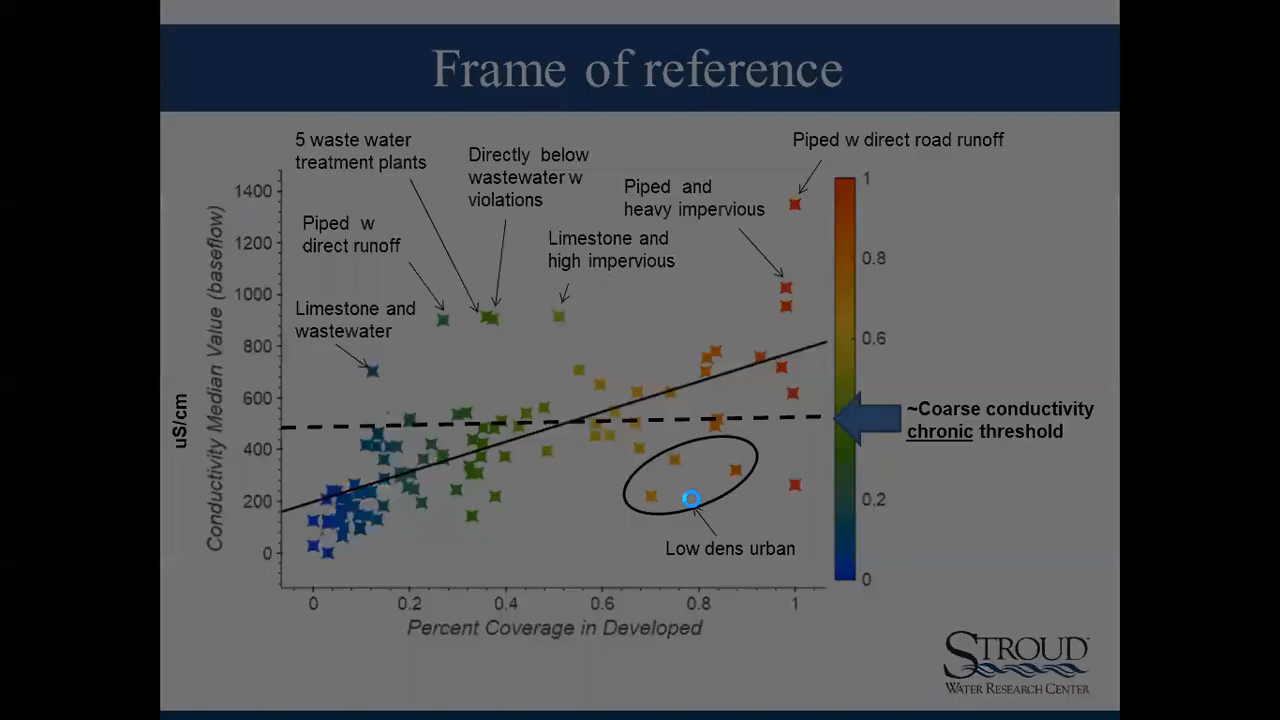 Frame of reference
5 waste water
treatment plants
Directly below
wastewater w
violations
Piped w direct road runoff
Piped and
heavy impervious
Piped w
direct runoff
Limestone and
high impervious
Limestone and
wastewater
1400
1200
1000
800
600
400
200
0
Conductivity Median Value (baseflow)
uS/cm
1
0.8
0.6
0.2
0
~Coarse conductivity
chronic threshold
Low dens urban
0
0.2
0.4
0.6
0.8
1
Percent Coverage in Developed
STROUD
WATER RESEARCH CENTER